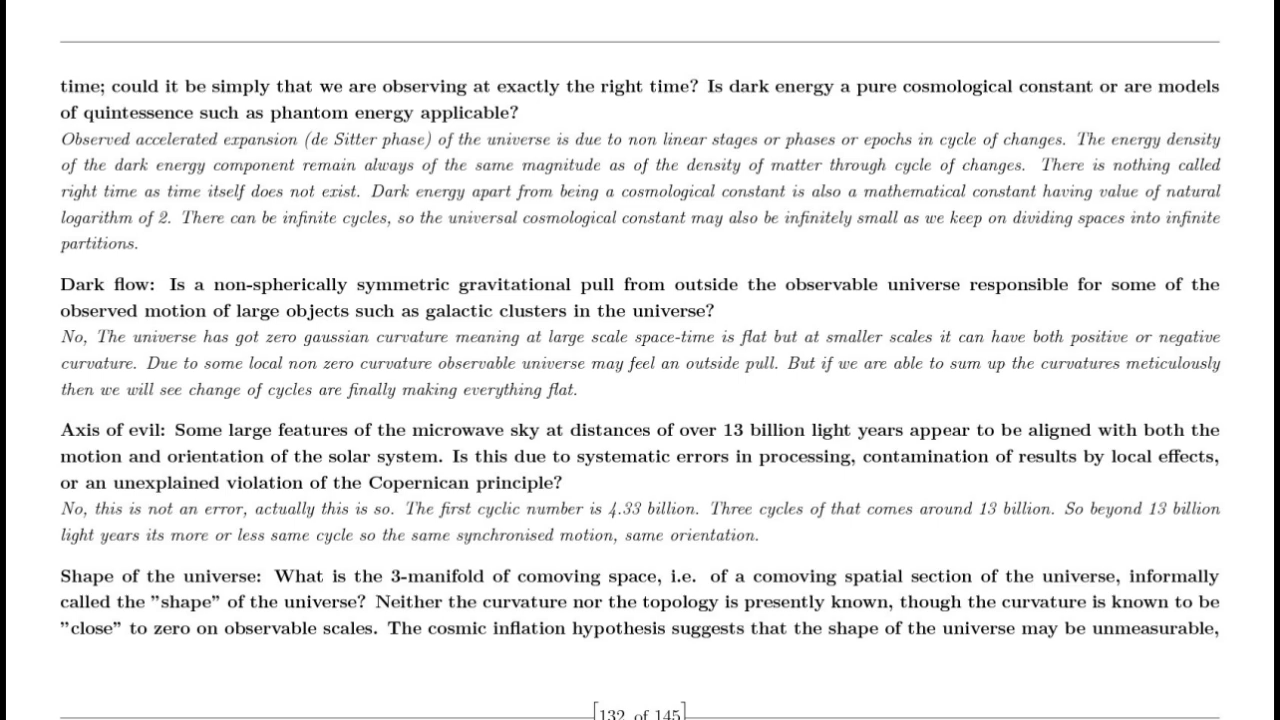 time; could it be simply that we are observing at exactly the right time? Is dark energy a pure cosmological constant or are models
of quintessence such as phantom energy applicable?
Observed accelerated expansion (de Sitter phase) of the universe is due to non linear stages or phases or epochs in cycle of changes. The energy density
of the dark energy component remain always of the same magnitude as of the density of matter through cycle of changes. There is nothing called
right time as time itself does not exist. Dark energy apart from being a cosmological constant is also a mathematical constant having value of natural
logarithm of 2. There can be infinite cycles, so the universal cosmological constant may also be infinitely small as we keep on dividing spaces into infinite
partitions.
Dark flow: Is a non-spherically symmetric gravitational pull from outside the observable universe responsible for some of the
observed motion of large objects such as galactic clusters in the universe?
No, The universe has got zero gaussian curvature meaning at large scale space-time is flat but at smaller scales it can have both positive or negative
curvature. Due to some local non zero curvature observable universe may feel an outside pull. But if we are able to sum up the curvatures meticulously
then we will see change of cycles are finally making everything flat.
Axis of evil: Some large features of the microwave sky at distances of over 13 billion light years appear to be aligned with both the
motion and orientation of the solar system. Is this due to systematic errors in processing, contamination of results by local effects,
or an unexplained violation of the Copernican principle?
No, this is not an error, actually this is so. The first cyclic number is 4.33 billion. Three cycles of that comes around 13 billion. So beyond 13 billion
light years its more or less same cycle so the same synchronised motion, same orientation.
Shape of the universe: What is the 3-manifold of comoving space, i.e. of a comoving spatial section of the universe, informally
called the "shape" of the universe? Neither the curvature nor the topology is presently known, though the curvature is known to be
"close" to zero on observable scales. The cosmic inflation hypothesis suggests that the shape of the universe may be unmeasurable,
[132 of 145]